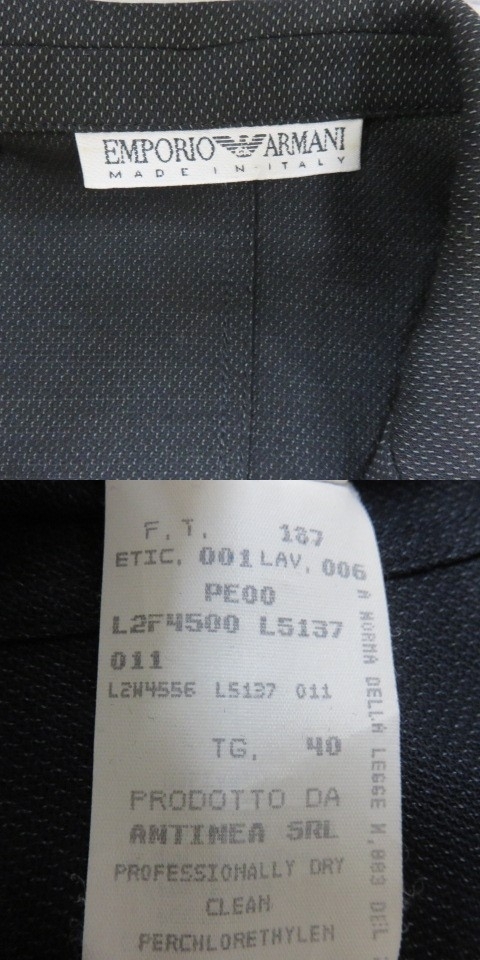 EMPORIO ARMANI
MADE IN ITALY
F.T. 187
ETIC. 001 LAV. 006
PE00
L2F4500 L5137
011
L2W4556 L5137 011
TG. 40
PRODOTTO DA
ANTINEA SRL
PROFESSIONALLY DRY
CLEAN
PERCHLORETHYLEN
A NORMA DELLA LEGGE N.883 DEL